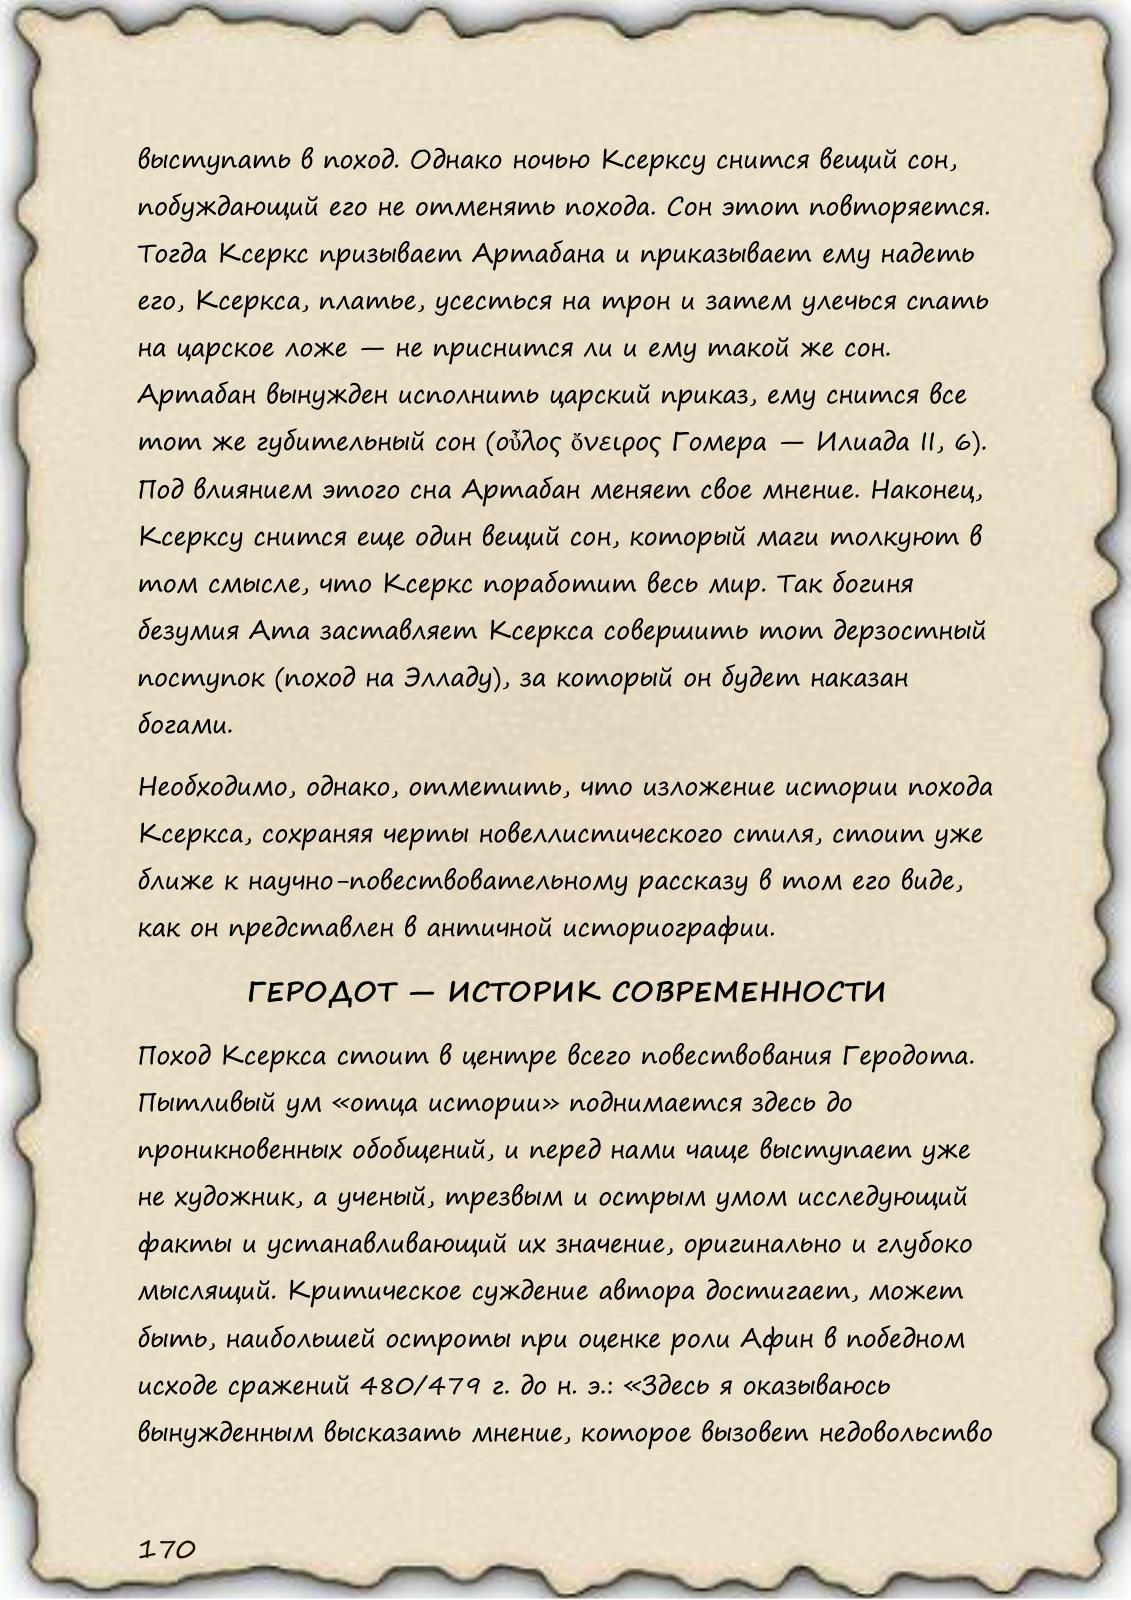 выступать в поход. Однако ночью Ксерксу снится вещий сон,
побуждающий его не отменять похода. Сон этот повторяется.
Тогда Ксеркс призывает Артабана и приказывает ему надеть
его, Ксеркса, платье, усесться на трон и затем улечься спать
на царское ложе — не приснится ли и ему такой же сон.
Артабан вынужден исполнить царский приказ, ему снится все
тот же губительный сон (οὖλος ὄνειρος Гомера — Илиада II, 6).
Под влиянием этого сна Артабан меняет свое мнение. Наконец,
Ксерксу снится еще один вещий сон, который маги толкуют в
том смысле, что Ксеркс поработит весь мир. Так богиня
безумия Ата заставляет Ксеркса совершить тот дерзостный
поступок (поход на Элладу), за который он будет наказан
богами.
Необходимо, однако, отметить, что изложение истории похода
Ксеркса, сохраняя черты новеллистического стиля, стоит уже
ближе к научно-повествовательному рассказу в том его виде,
как он представлен в античной историографии.
ГЕРОДОТ — ИСТОРИК СОВРЕМЕННОСТИ
Поход Ксеркса стоит в центре всего повествования Геродота.
Пытливый ум «отца истории» поднимается здесь до
проникновенных обобщений, и перед нами чаще выступает уже
не художник, а ученый, трезвым и острым умом исследующий
факты и устанавливающий их значение, оригинально и глубоко
мыслящий. Критическое суждение автора достигает, может
быть, наибольшей остроты при оценке роли Афин в победном
исходе сражений 480/479 г. до н. э.: «Здесь я оказываюсь
вынужденным высказать мнение, которое вызовет недовольство
170